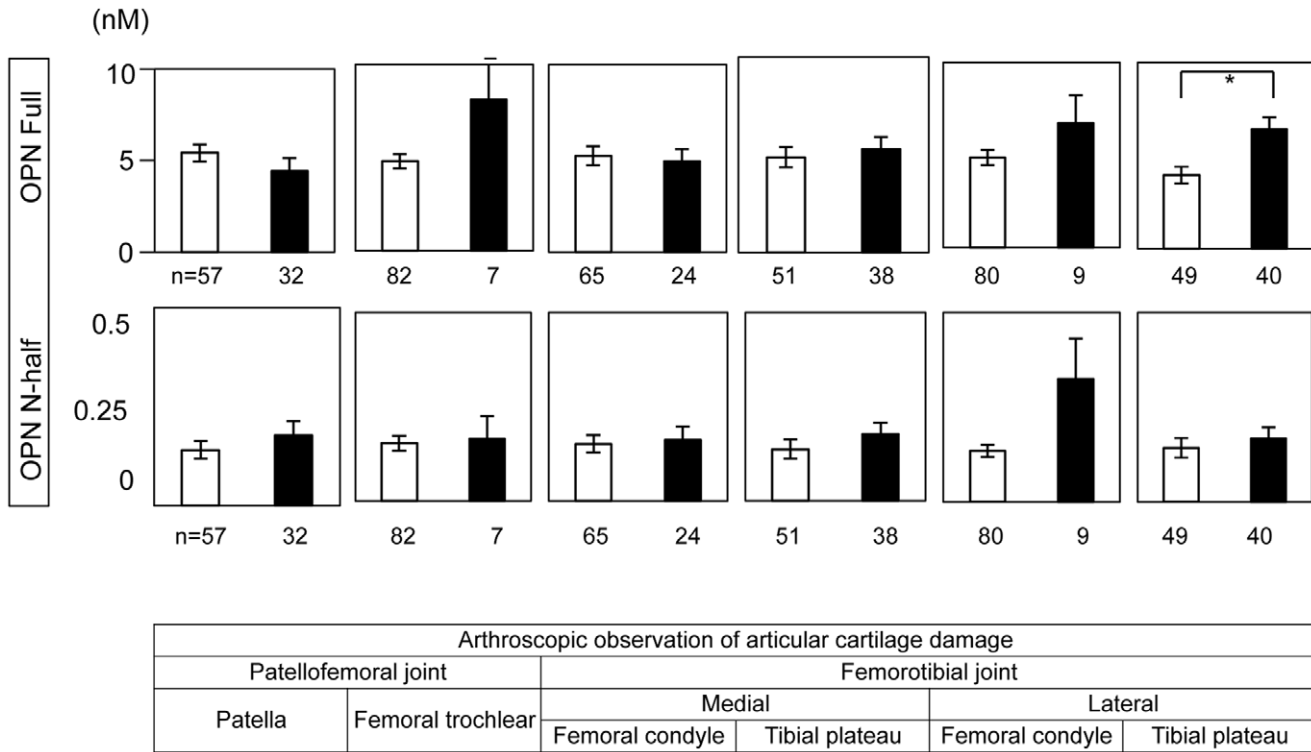 (nM)
OPN Full
10
5
0
*
n=57 32 82 7 65 24 51 38 80 9 49 40
OPN N-half
0.5
0.25
0
n=57 32 82 7 65 24 51 38 80 9 49 40
Arthroscopic observation of articular cartilage damage
Patellofemoral joint Femorotibial joint
Patella Femoral trochlear Medial Lateral
Femoral condyle Tibial plateau Femoral condyle Tibial plateau